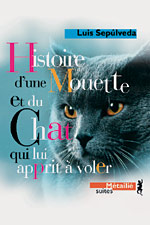 Luis Sepúlveda
Histoire
d'une Mouette
et du
Chat
qui lui
apprit à voler
Métailié
suites